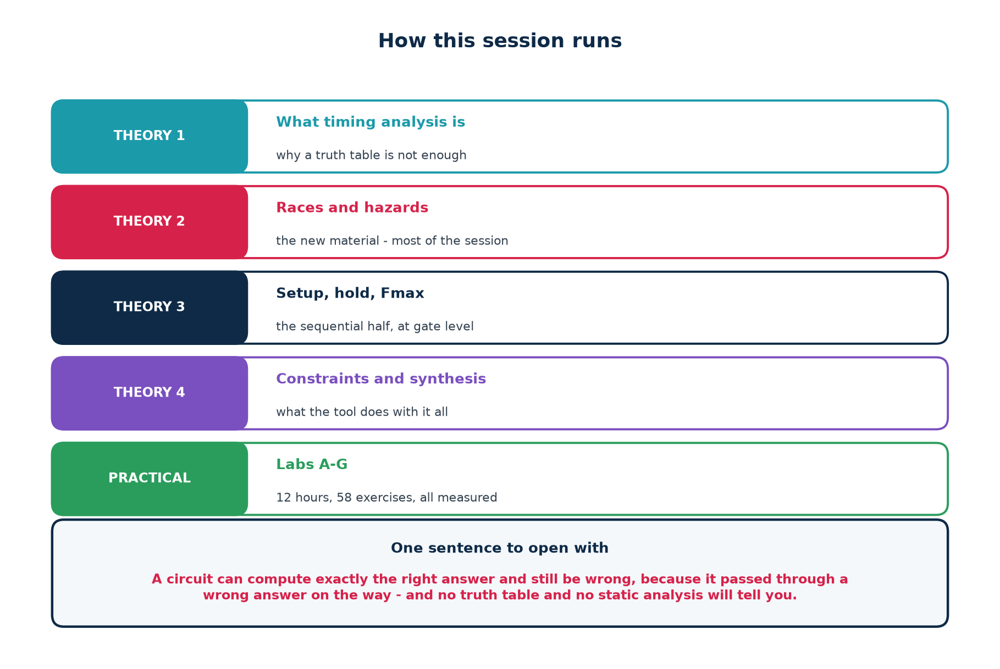 How this session runs
THEORY 1
What timing analysis is
why a truth table is not enough
THEORY 2
Races and hazards
the new material - most of the session
THEORY 3
Setup, hold, Fmax
the sequential half, at gate level
THEORY 4
Constraints and synthesis
what the tool does with it all
PRACTICAL
Labs A-G
12 hours, 58 exercises, all measured
One sentence to open with
A circuit can compute exactly the right answer and still be wrong, because it passed through a
wrong answer on the way - and no truth table and no static analysis will tell you.